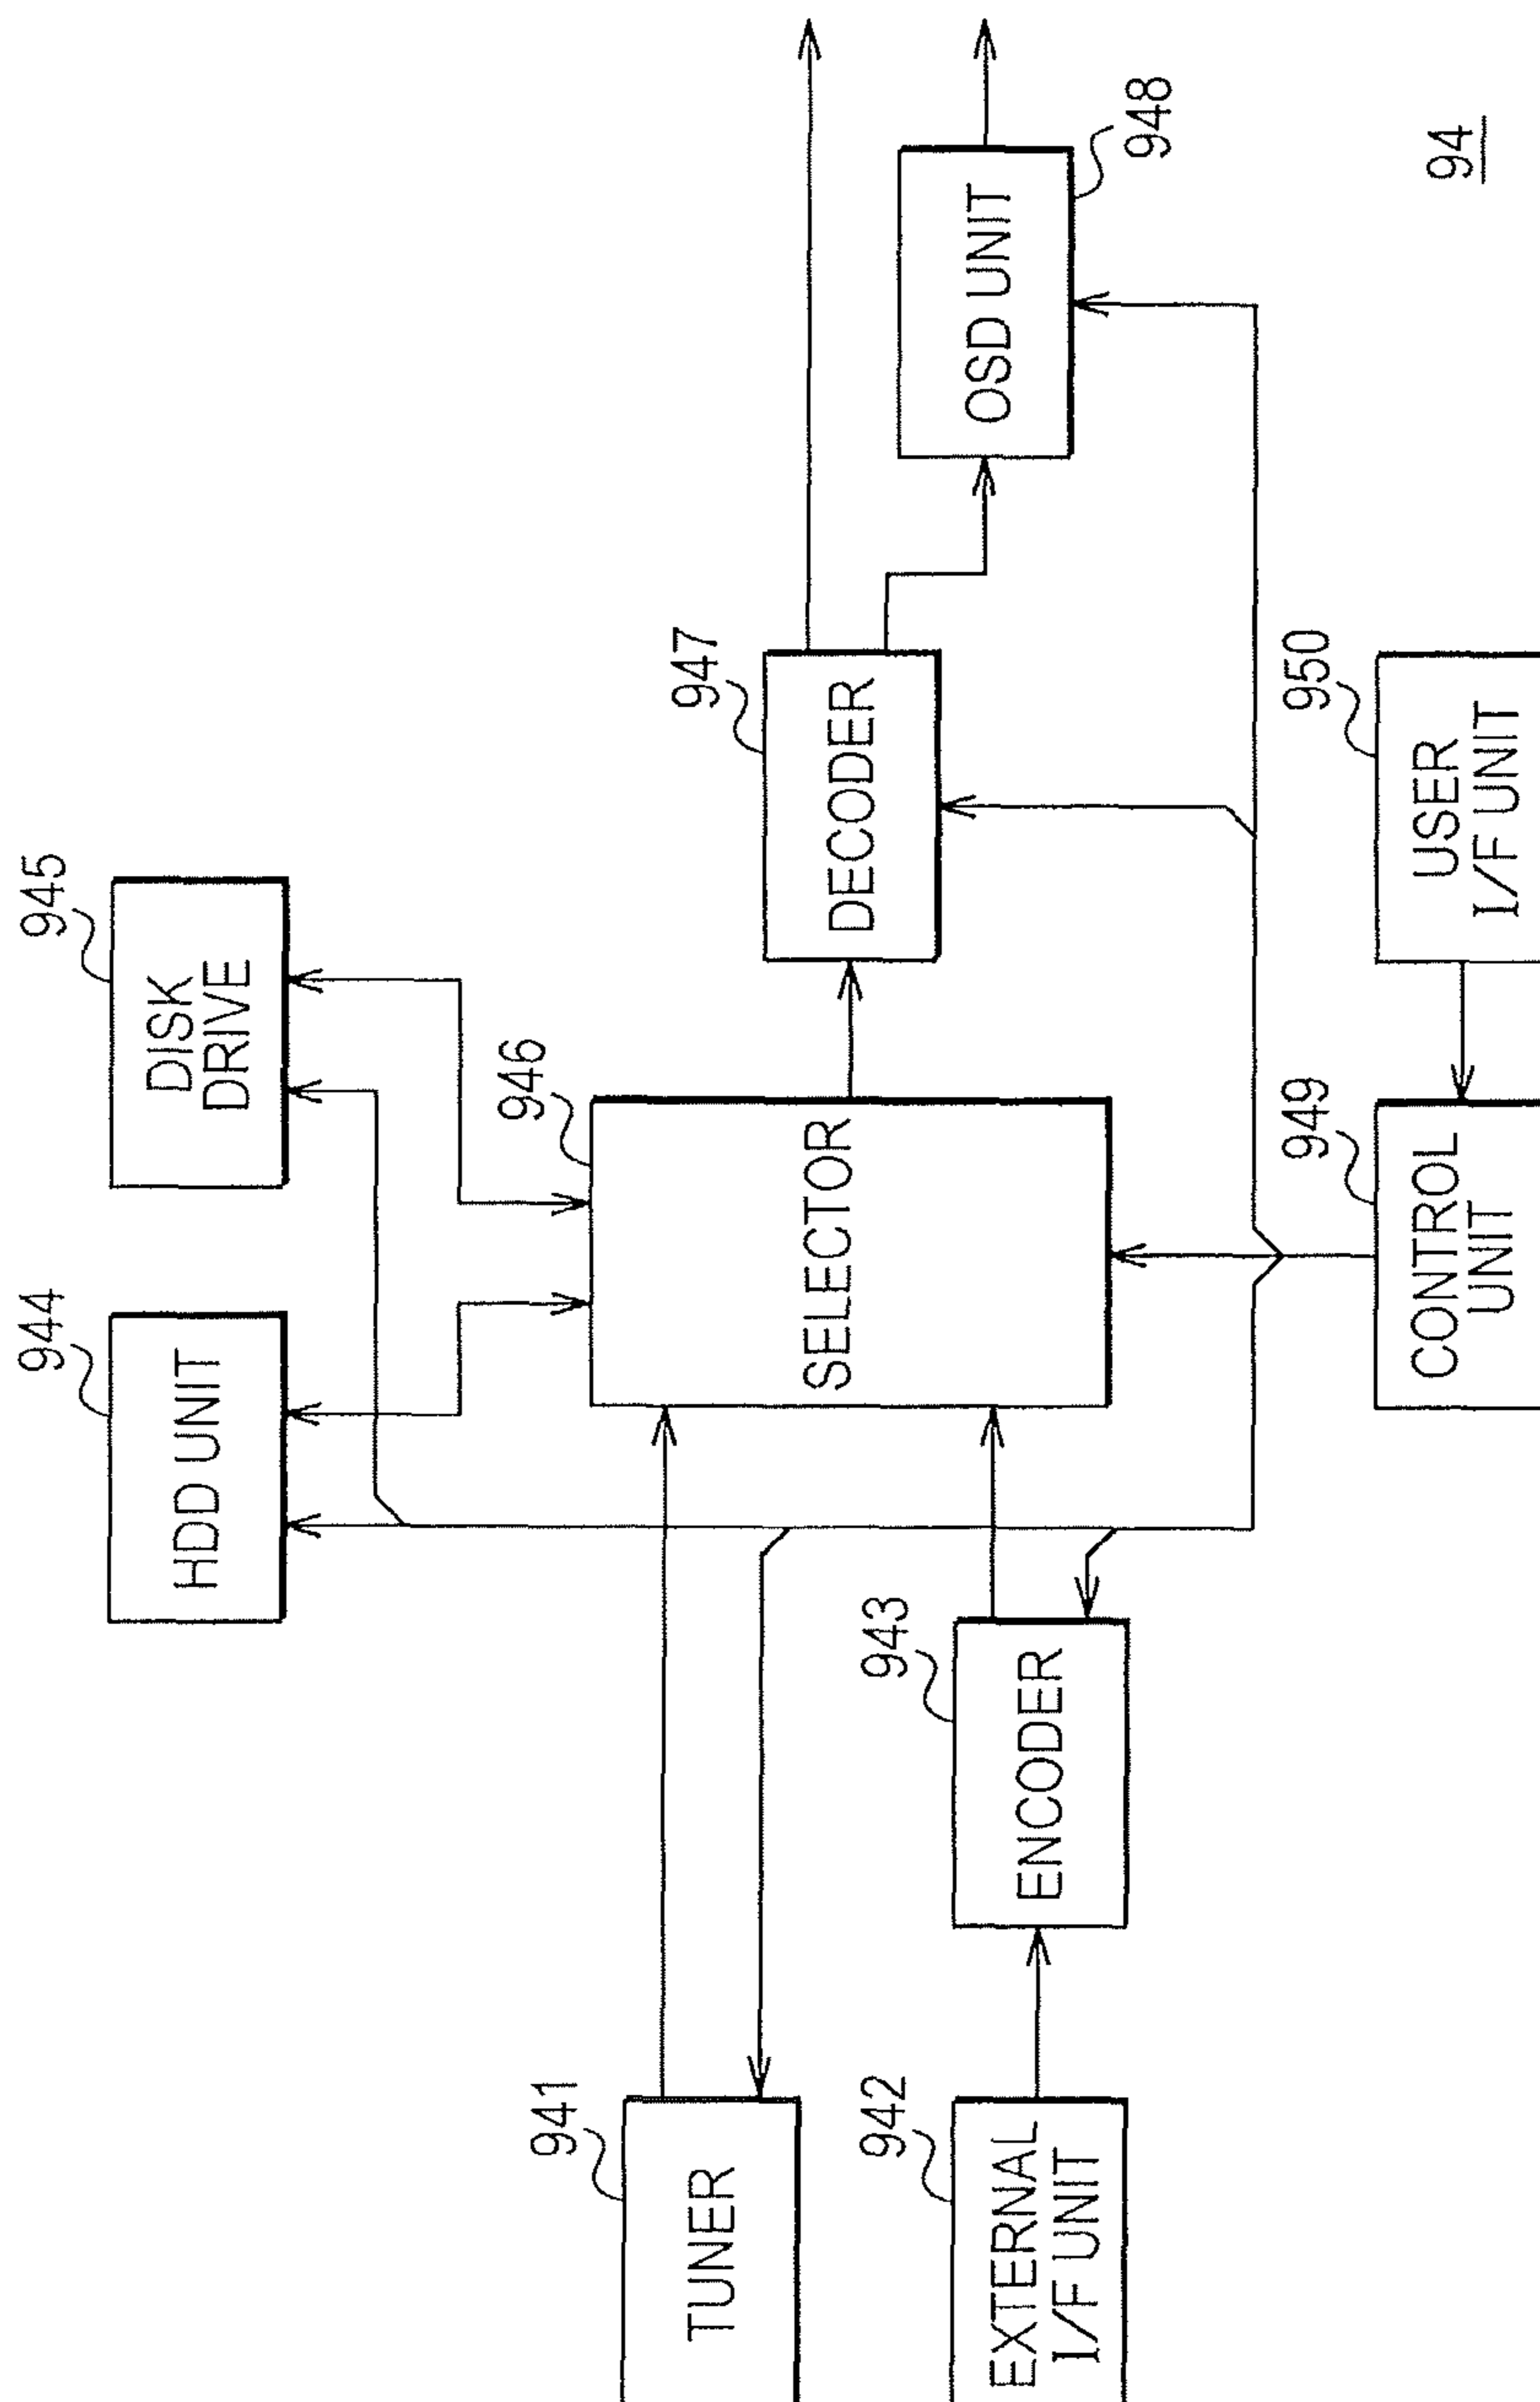 944
HDD UNIT
945
DISK
DRIVE
941
TUNER
946
SELECTOR
947
DECODER
942
EXTERNAL
I/F UNIT
943
ENCODER
OSD UNIT
948
949
CONTROL
UNIT
950
USER
I/F UNIT
94